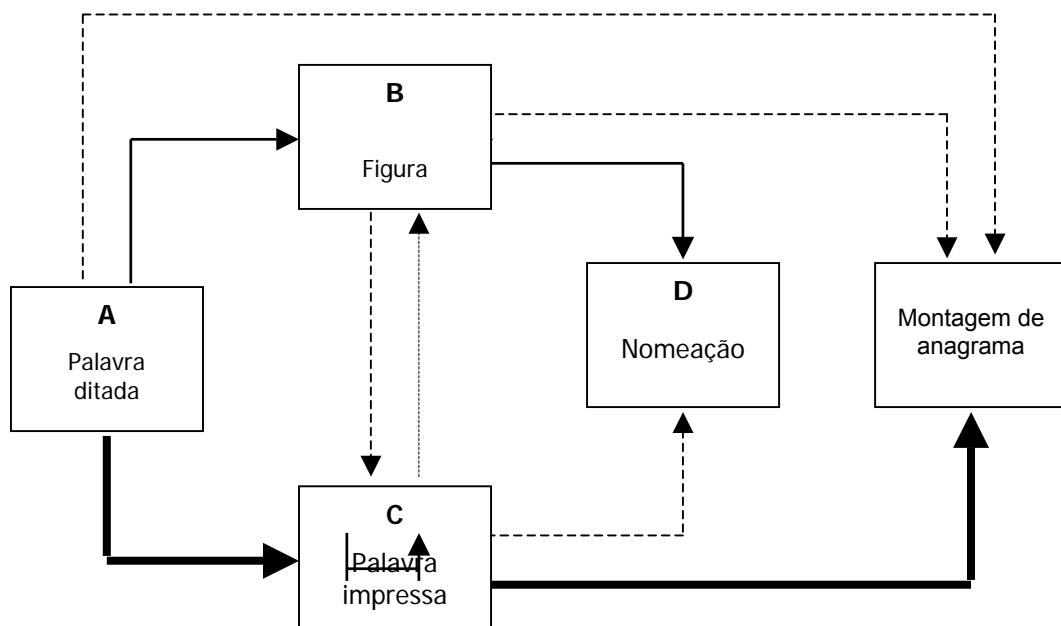 B
Figura
A
Palavra
ditada
D
Nomeação
Montagem de
anagrama
C
Palavra
impressa